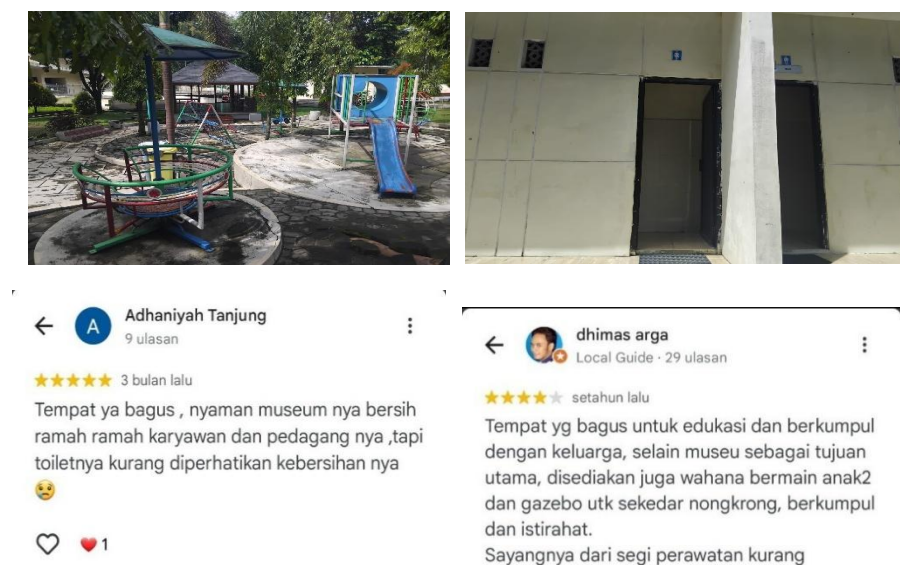 Adhaniyah Tanjung
9 ulasan
3 bulan lalu
Tempat ya bagus , nyaman museum nya bersih
ramah ramah karyawan dan pedagang nya ,tapi
toiletnya kurang diperhatikan kebersihan nya
😢
1
dhimas arga
Local Guide · 29 ulasan
setahun lalu
Tempat yg bagus untuk edukasi dan berkumpul
dengan keluarga, selain museu sebagai tujuan
utama, disediakan juga wahana bermain anak2
dan gazebo utk sekedar nongkrong, berkumpul
dan istirahat.
Sayangnya dari segi perawatan kurang